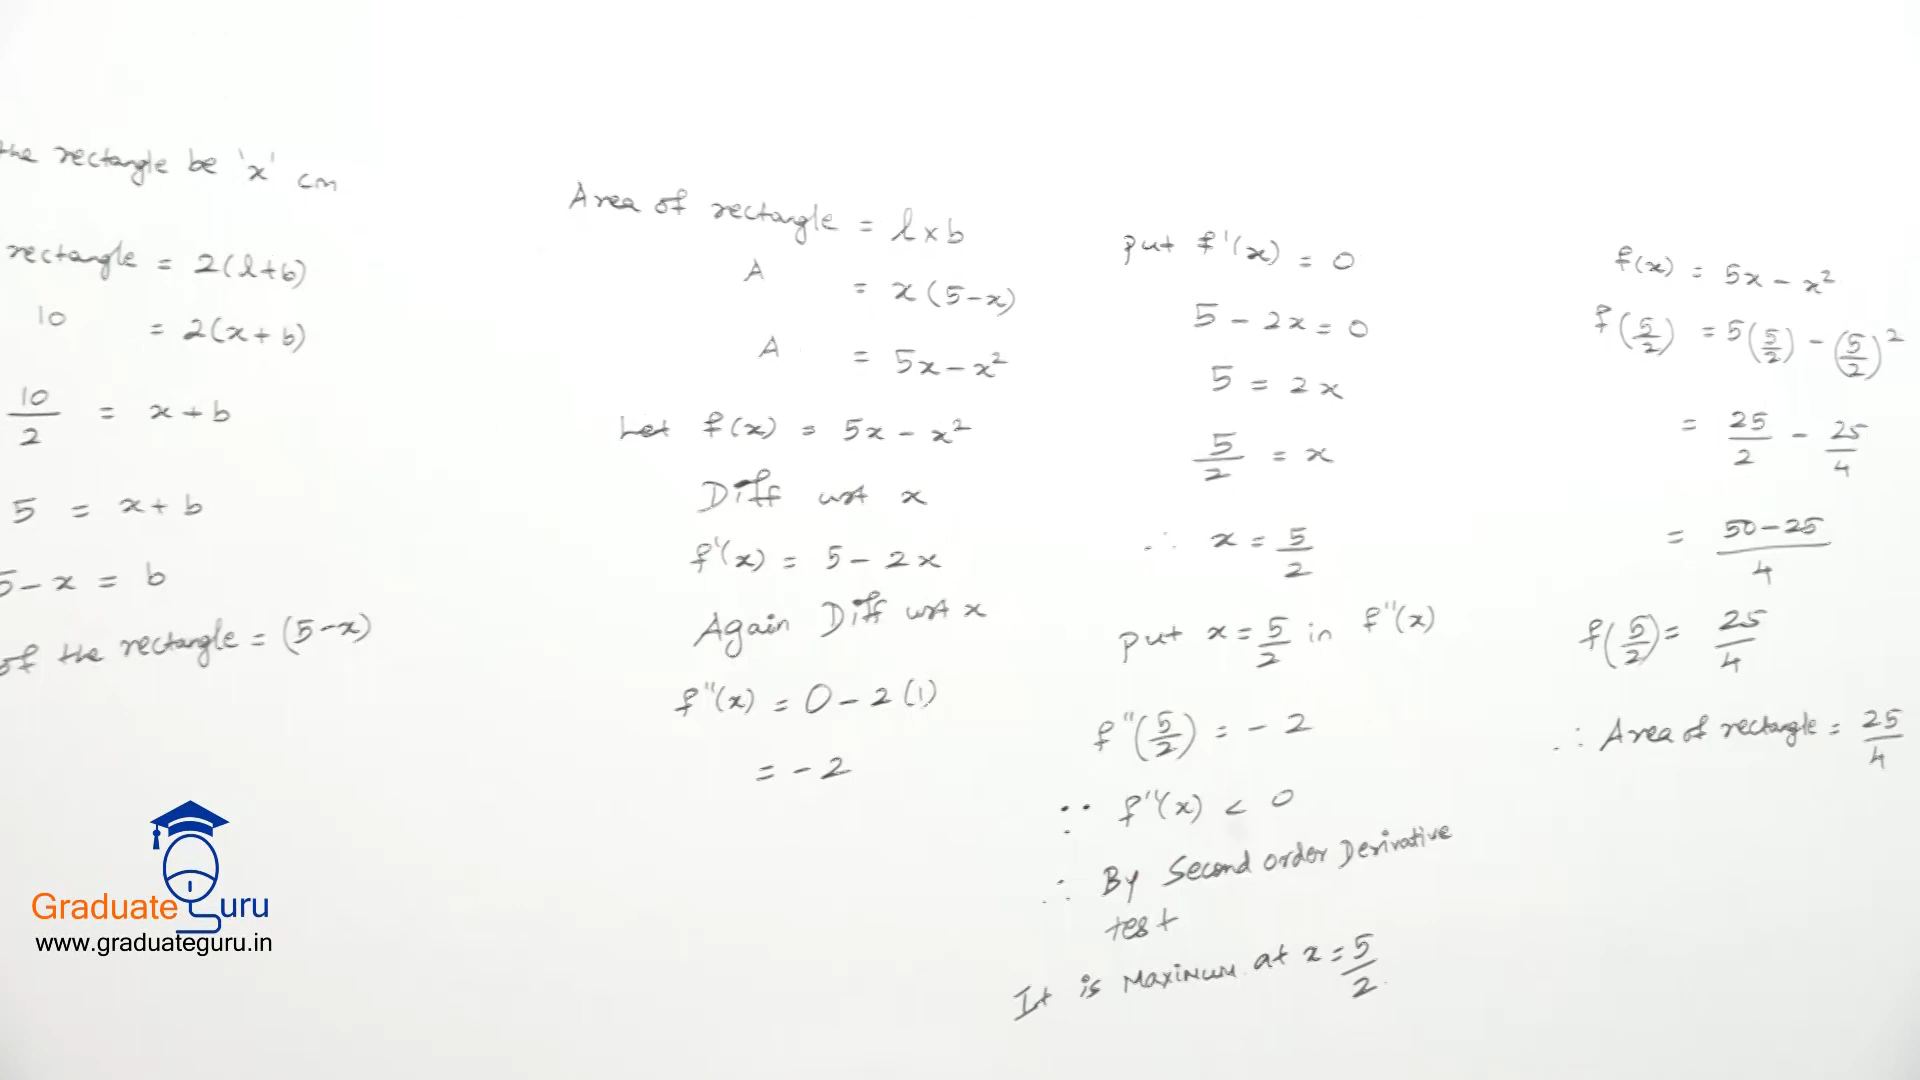 the rectangle be 'x' cm
rectangle = 2(l+b)
10 = 2(x+b)
10/2 = x+b
5 = x+b
5-x = b
of the rectangle = (5-x)
Area of rectangle = l×b
A = x(5-x)
A = 5x-x²
Let f(x) = 5x-x²
Diff wrt x
f'(x) = 5-2x
Again Diff wrt x
f''(x) = 0-2(1)
= -2
put f'(x) = 0
5-2x=0
5 = 2x
5/2 = x
∴ x = 5/2
put x=5/2 in f''(x)
f''(5/2) = -2
∵ f''(x) < 0
∴ By Second order Derivative
test
It is Maximum at x=5/2.
f(x) = 5x-x²
f(5/2) = 5(5/2) - (5/2)²
= 25/2 - 25/4
= 50-25/4
f(5/2) = 25/4
∴ Area of rectangle = 25/4
Graduate Guru
www.graduateguru.in